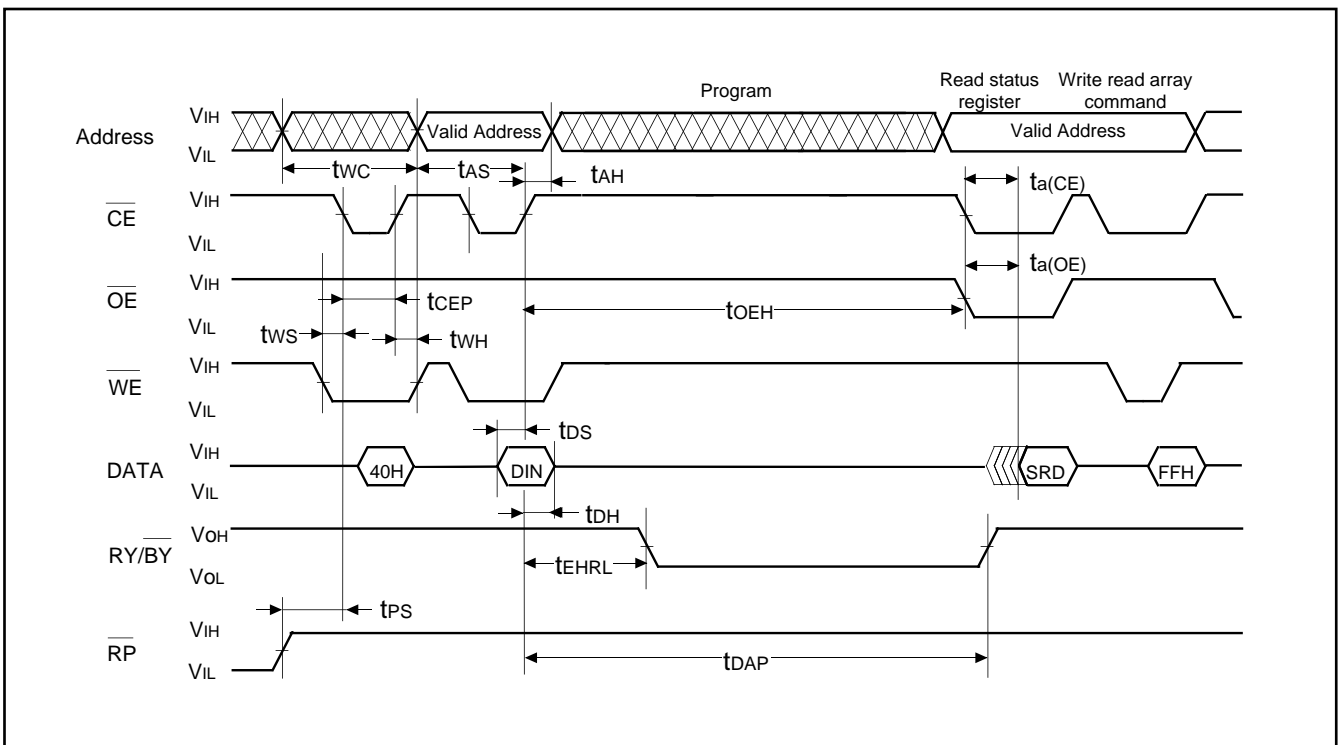 Program
Read status register
Write read array command
Address
VIH
VIL
Valid Address
Valid Address
tWC
tAS
tAH
ta(CE)
CE
VIH
VIL
ta(OE)
OE
VIH
VIL
tCEP
tOEH
tWS
tWH
WE
VIH
VIL
tDS
DATA
VIH
VIL
40H
DIN
SRD
FFH
tDH
RY/BY
VOH
VOL
tEHRL
tPS
RP
VIH
VIL
tDAP